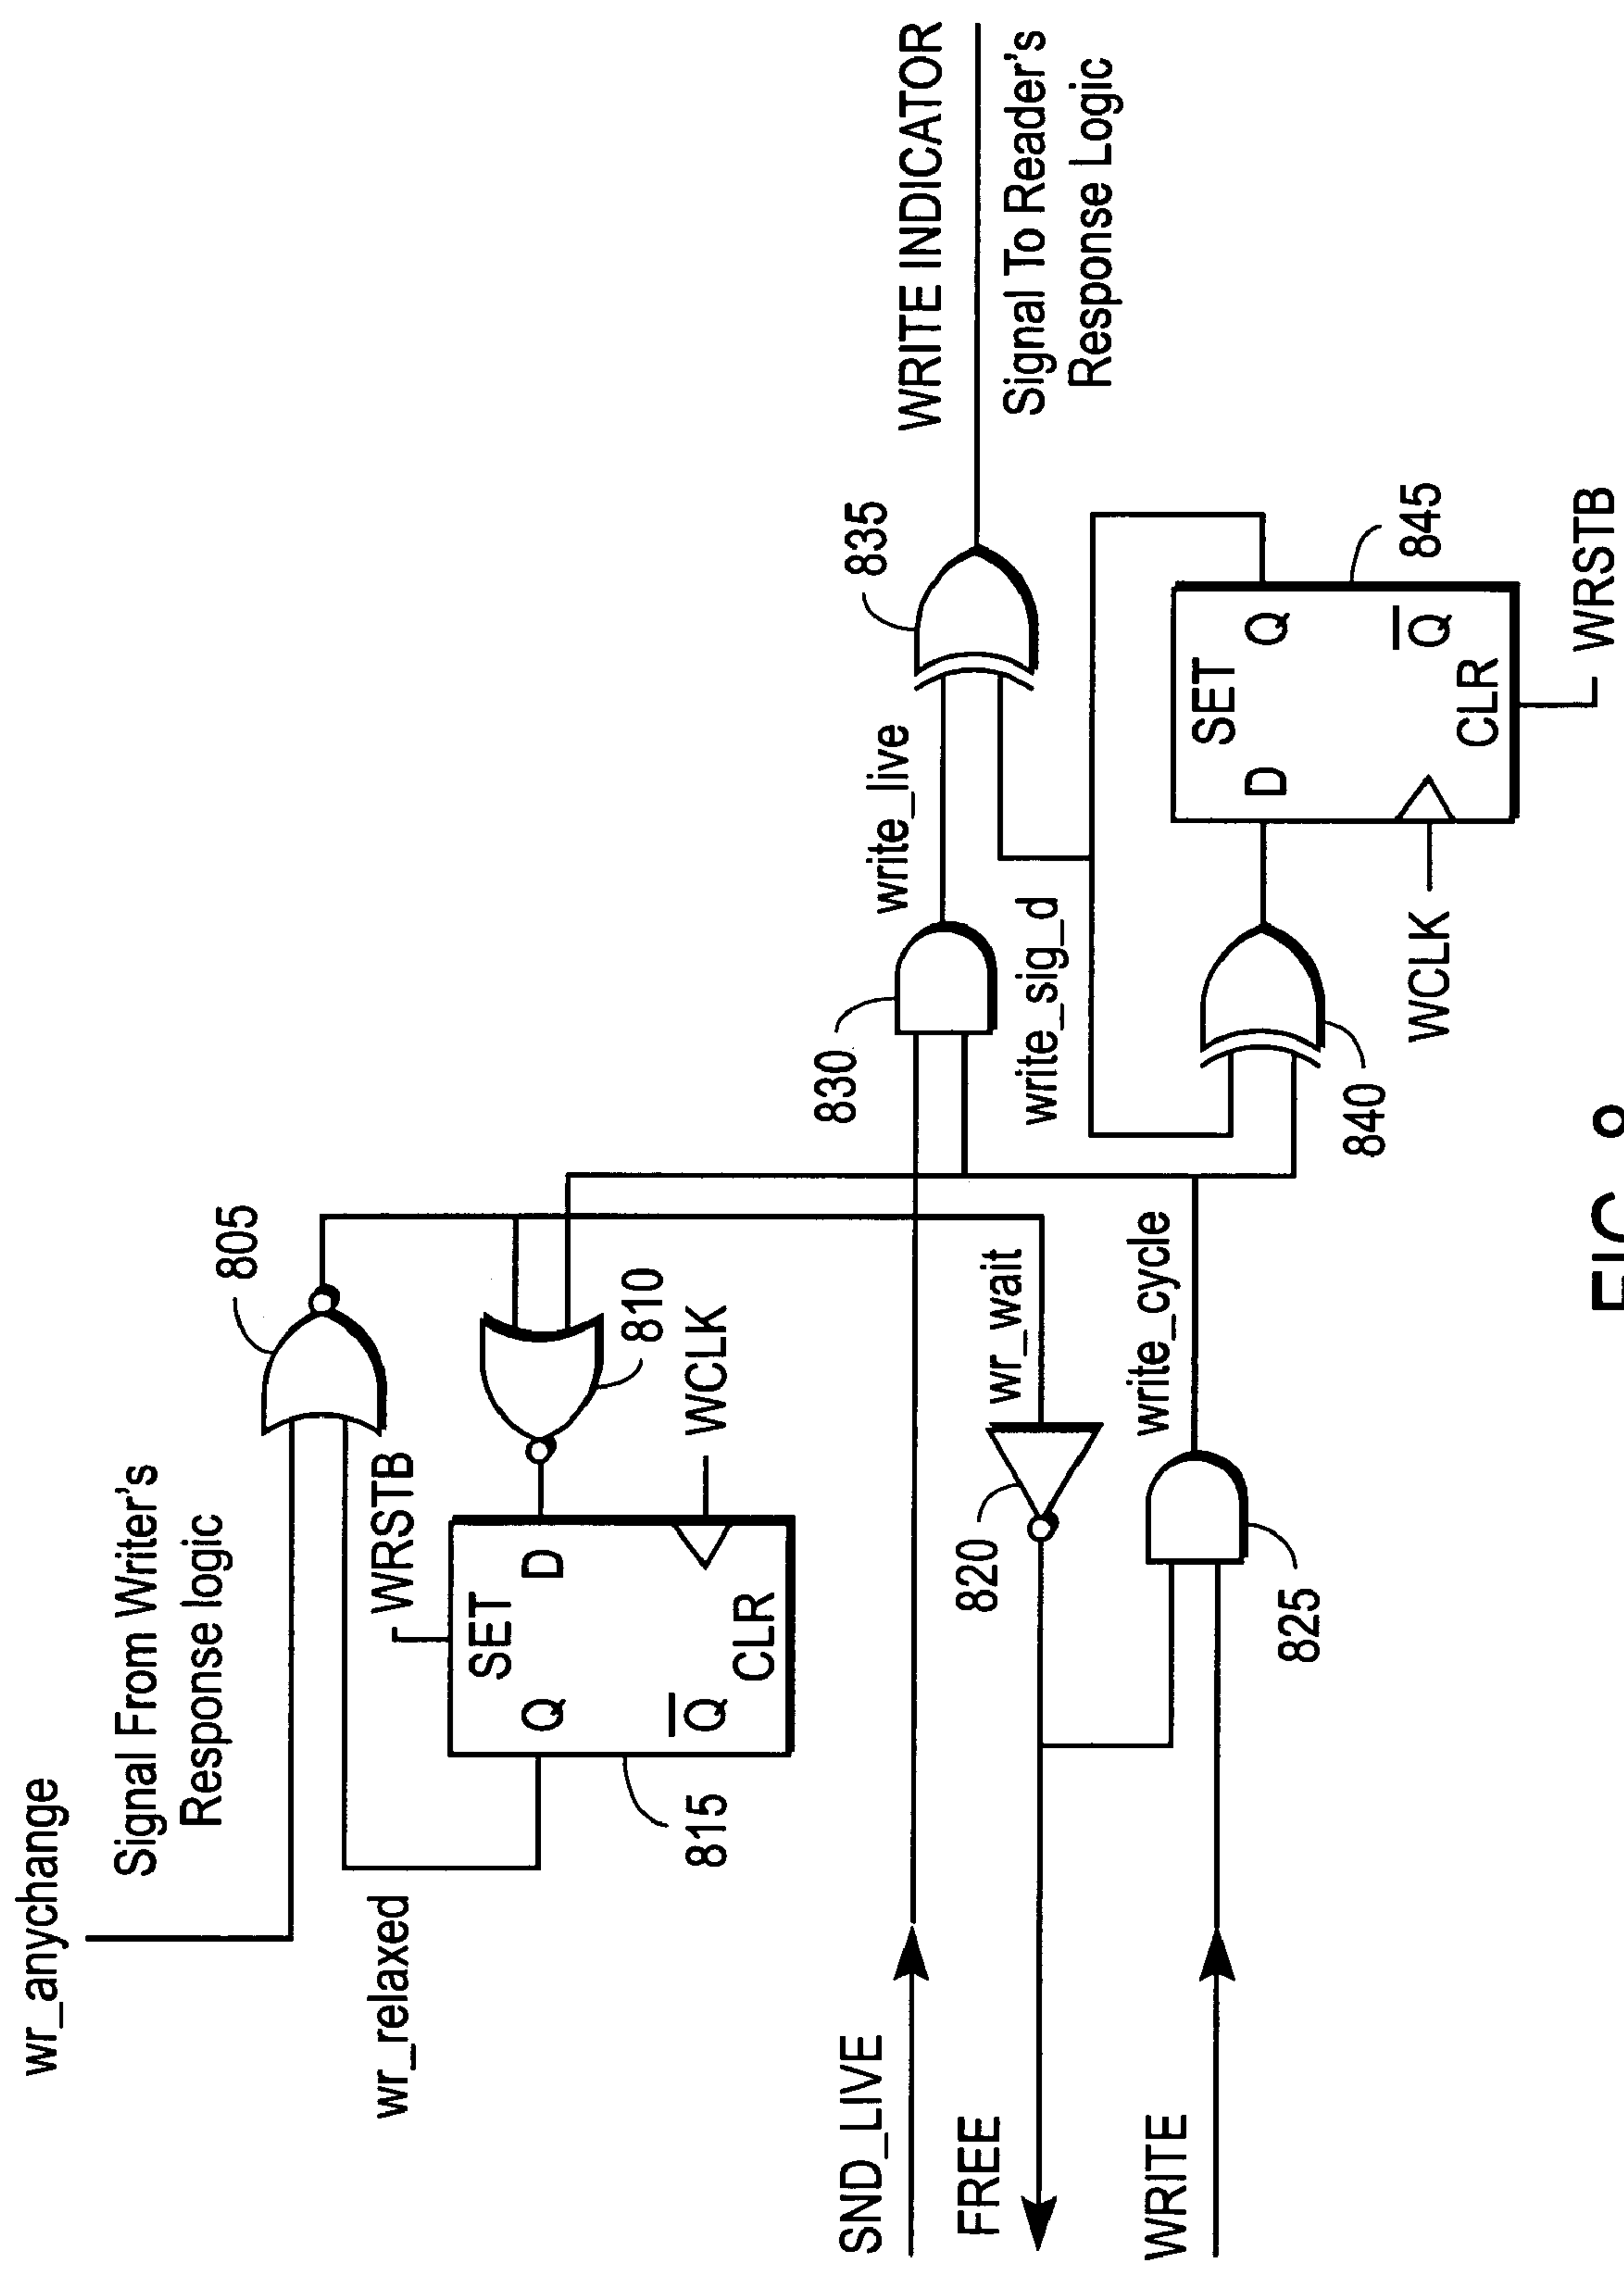 wr_anychange
Signal From Writer's
Response logic
805
wr_relaxed
WRSTB
SET
Q
D
Q
CLR
815
810
WCLK
SND_LIVE
830
write_live
835
WRITE INDICATOR
Signal To Reader's
Response Logic
FREE
820
wr_wait
write_sig_d
WRITE
825
write_cycle
840
SET
D
Q
Q
CLR
845
WCLK
WRSTB